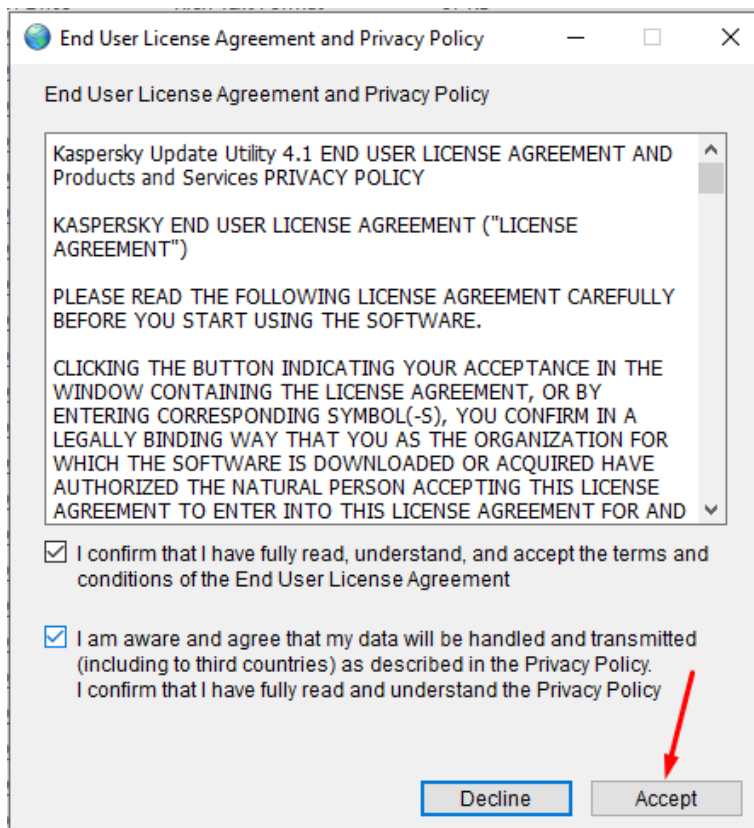 End User License Agreement and Privacy Policy
End User License Agreement and Privacy Policy
Kaspersky Update Utility 4.1 END USER LICENSE AGREEMENT AND
Products and Services PRIVACY POLICY
KASPERSKY END USER LICENSE AGREEMENT ("LICENSE
AGREEMENT")
PLEASE READ THE FOLLOWING LICENSE AGREEMENT CAREFULLY
BEFORE YOU START USING THE SOFTWARE.
CLICKING THE BUTTON INDICATING YOUR ACCEPTANCE IN THE
WINDOW CONTAINING THE LICENSE AGREEMENT, OR BY
ENTERING CORRESPONDING SYMBOL(-S), YOU CONFIRM IN A
LEGALLY BINDING WAY THAT YOU AS THE ORGANIZATION FOR
WHICH THE SOFTWARE IS DOWNLOADED OR ACQUIRED HAVE
AUTHORIZED THE NATURAL PERSON ACCEPTING THIS LICENSE
AGREEMENT TO ENTER INTO THIS LICENSE AGREEMENT FOR AND
I confirm that I have fully read, understand, and accept the terms and
conditions of the End User License Agreement
I am aware and agree that my data will be handled and transmitted
(including to third countries) as described in the Privacy Policy.
I confirm that I have fully read and understand the Privacy Policy
Decline Accept